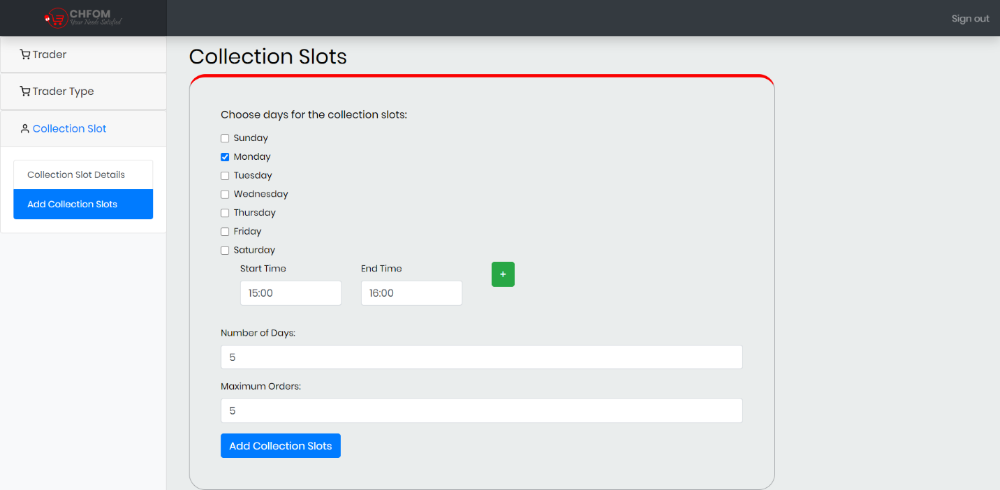 CHFOM
Your Needs Satisfied
Sign out
Trader
Trader Type
Collection Slot
Collection Slot Details
Add Collection Slots
Collection Slots
Choose days for the collection slots:
Sunday
Monday
Tuesday
Wednesday
Thursday
Friday
Saturday
Start Time End Time
+
15:00 16:00
Number of Days:
5
Maximum Orders:
5
Add Collection Slots